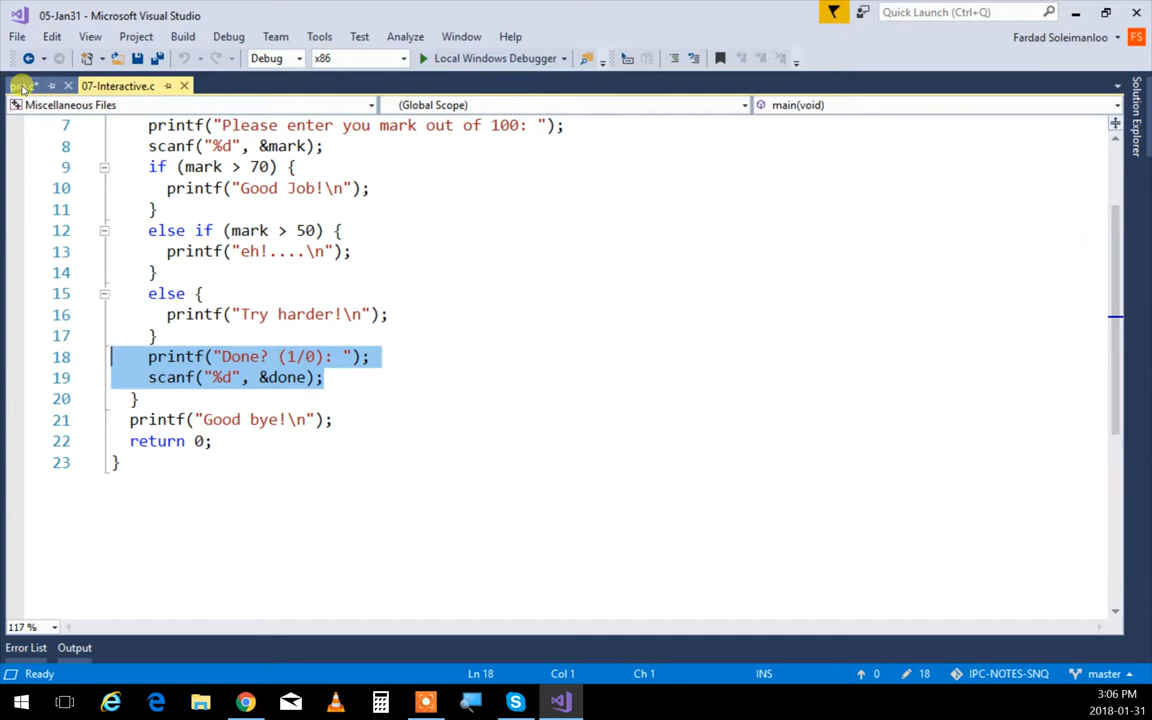 05-Jan31 - Microsoft Visual Studio
Quick Launch (Ctrl+Q)
File Edit View Project Build Debug Team Tools Test Analyze Window Help
Fardad Soleimanloo FS
Debug x86 Local Windows Debugger
07-Interactive.c
Miscellaneous Files (Global Scope) main(void)
7 printf("Please enter you mark out of 100: ");
8 scanf("%d", &mark);
9 if (mark > 70) {
10 printf("Good Job!\n");
11 }
12 else if (mark > 50) {
13 printf("eh!....\n");
14 }
15 else {
16 printf("Try harder!\n");
17 }
18 printf("Done? (1/0): ");
19 scanf("%d", &done);
20 }
21 printf("Good bye!\n");
22 return 0;
23 }
Solution Explorer
117 %
Error List Output
Ready Ln 18 Col 1 Ch 1 INS 0 18 IPC-NOTES-SNQ master
3:06 PM
2018-01-31